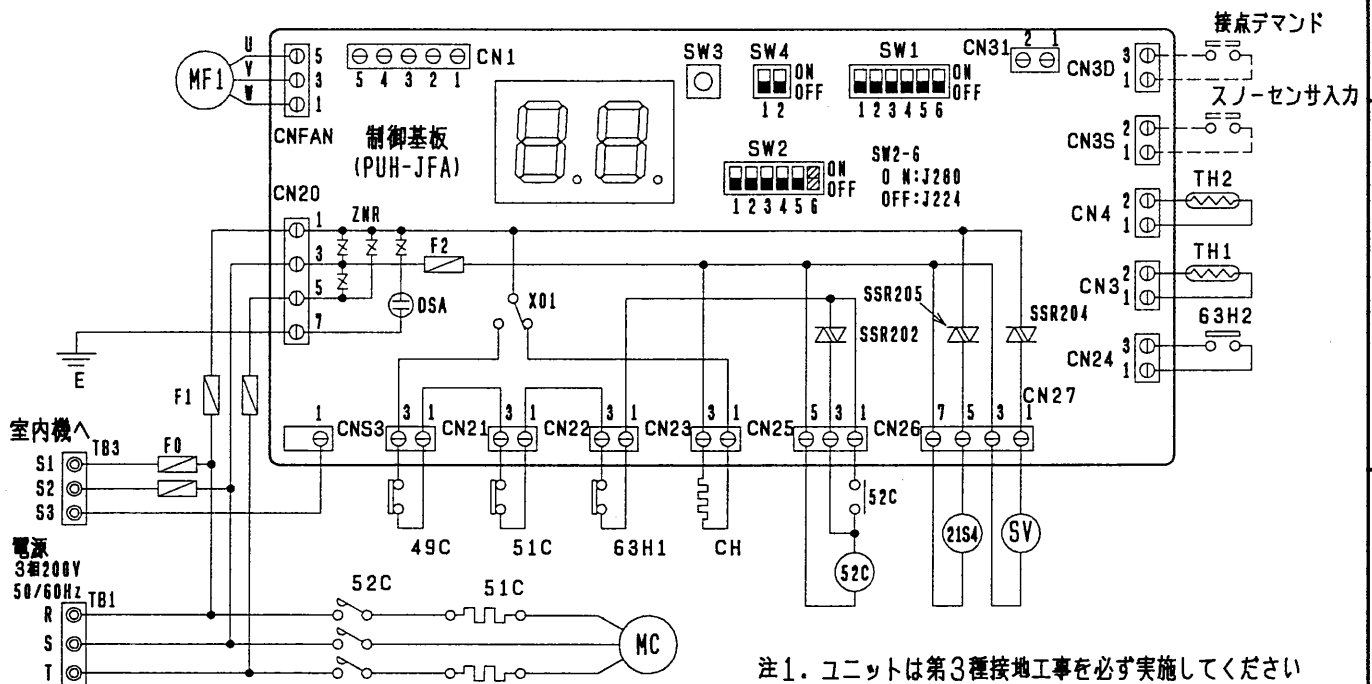 接点デマンド
U 5 CN1 SW3 SW4 SW1 CN31 2 1 3
MF1 V 3 ON ON CN3D
W 1 5 4 3 2 1 OFF OFF 1
1 2 1 2 3 4 5 6 スノーセンサ入力
CNFAN 制御基板 2
(PUH-JFA) SW2 SW2-6 CN3S 1
CN20 ON O N:J280
OFF OFF:J224 TH2
1 2 3 4 5 6 CN4 2
1 ZNR 1
3 F2 TH1
5 X01 SSR205 CN3 2
DSA 1
7 SSR202 SSR204 63H2
E CN24 3
F1 1
CN27
室内機へ 1 3 1 3 1 3 1 3 1 5 3 1 7 5 3 1
TB3 F0 CNS3 CN21 CN22 CN23 CN25 CN26
S1
S2
S3 52C
49C 51C 63H1 CH 21S4 SV
52C
電源
3相200V
50/60Hz TB1 52C 51C
R
S MC
T
注1. ユニットは第3種接地工事を必ず実施してください